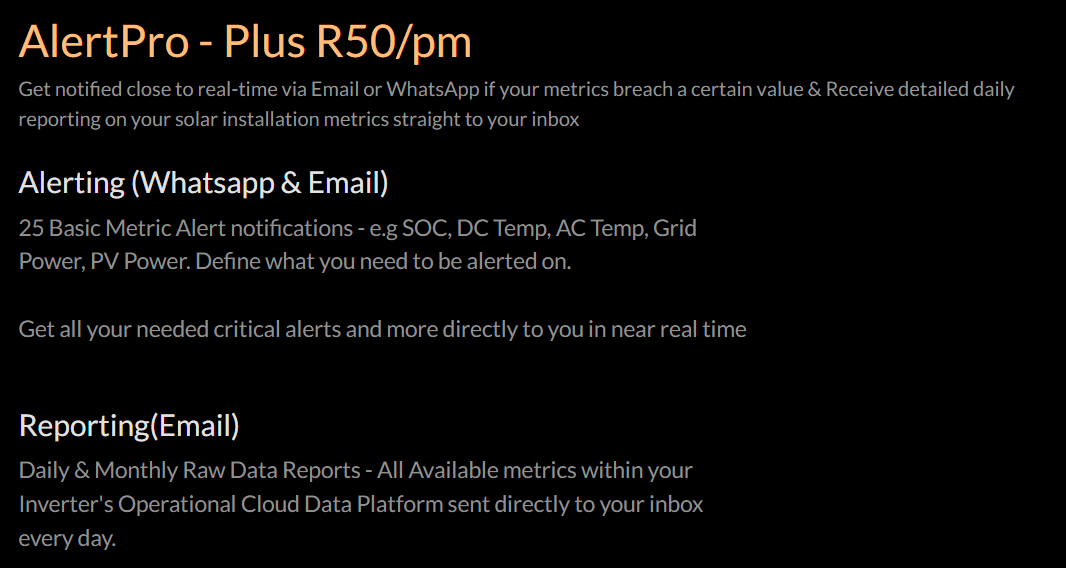 AlertPro - Plus R50/pm
Get notified close to real-time via Email or WhatsApp if your metrics breach a certain value & Receive detailed daily
reporting on your solar installation metrics straight to your inbox
Alerting (Whatsapp & Email)
25 Basic Metric Alert notifications - e.g SOC, DC Temp, AC Temp, Grid
Power, PV Power. Define what you need to be alerted on.
Get all your needed critical alerts and more directly to you in near real time
Reporting(Email)
Daily & Monthly Raw Data Reports - All Available metrics within your
Inverter's Operational Cloud Data Platform sent directly to your inbox
every day.